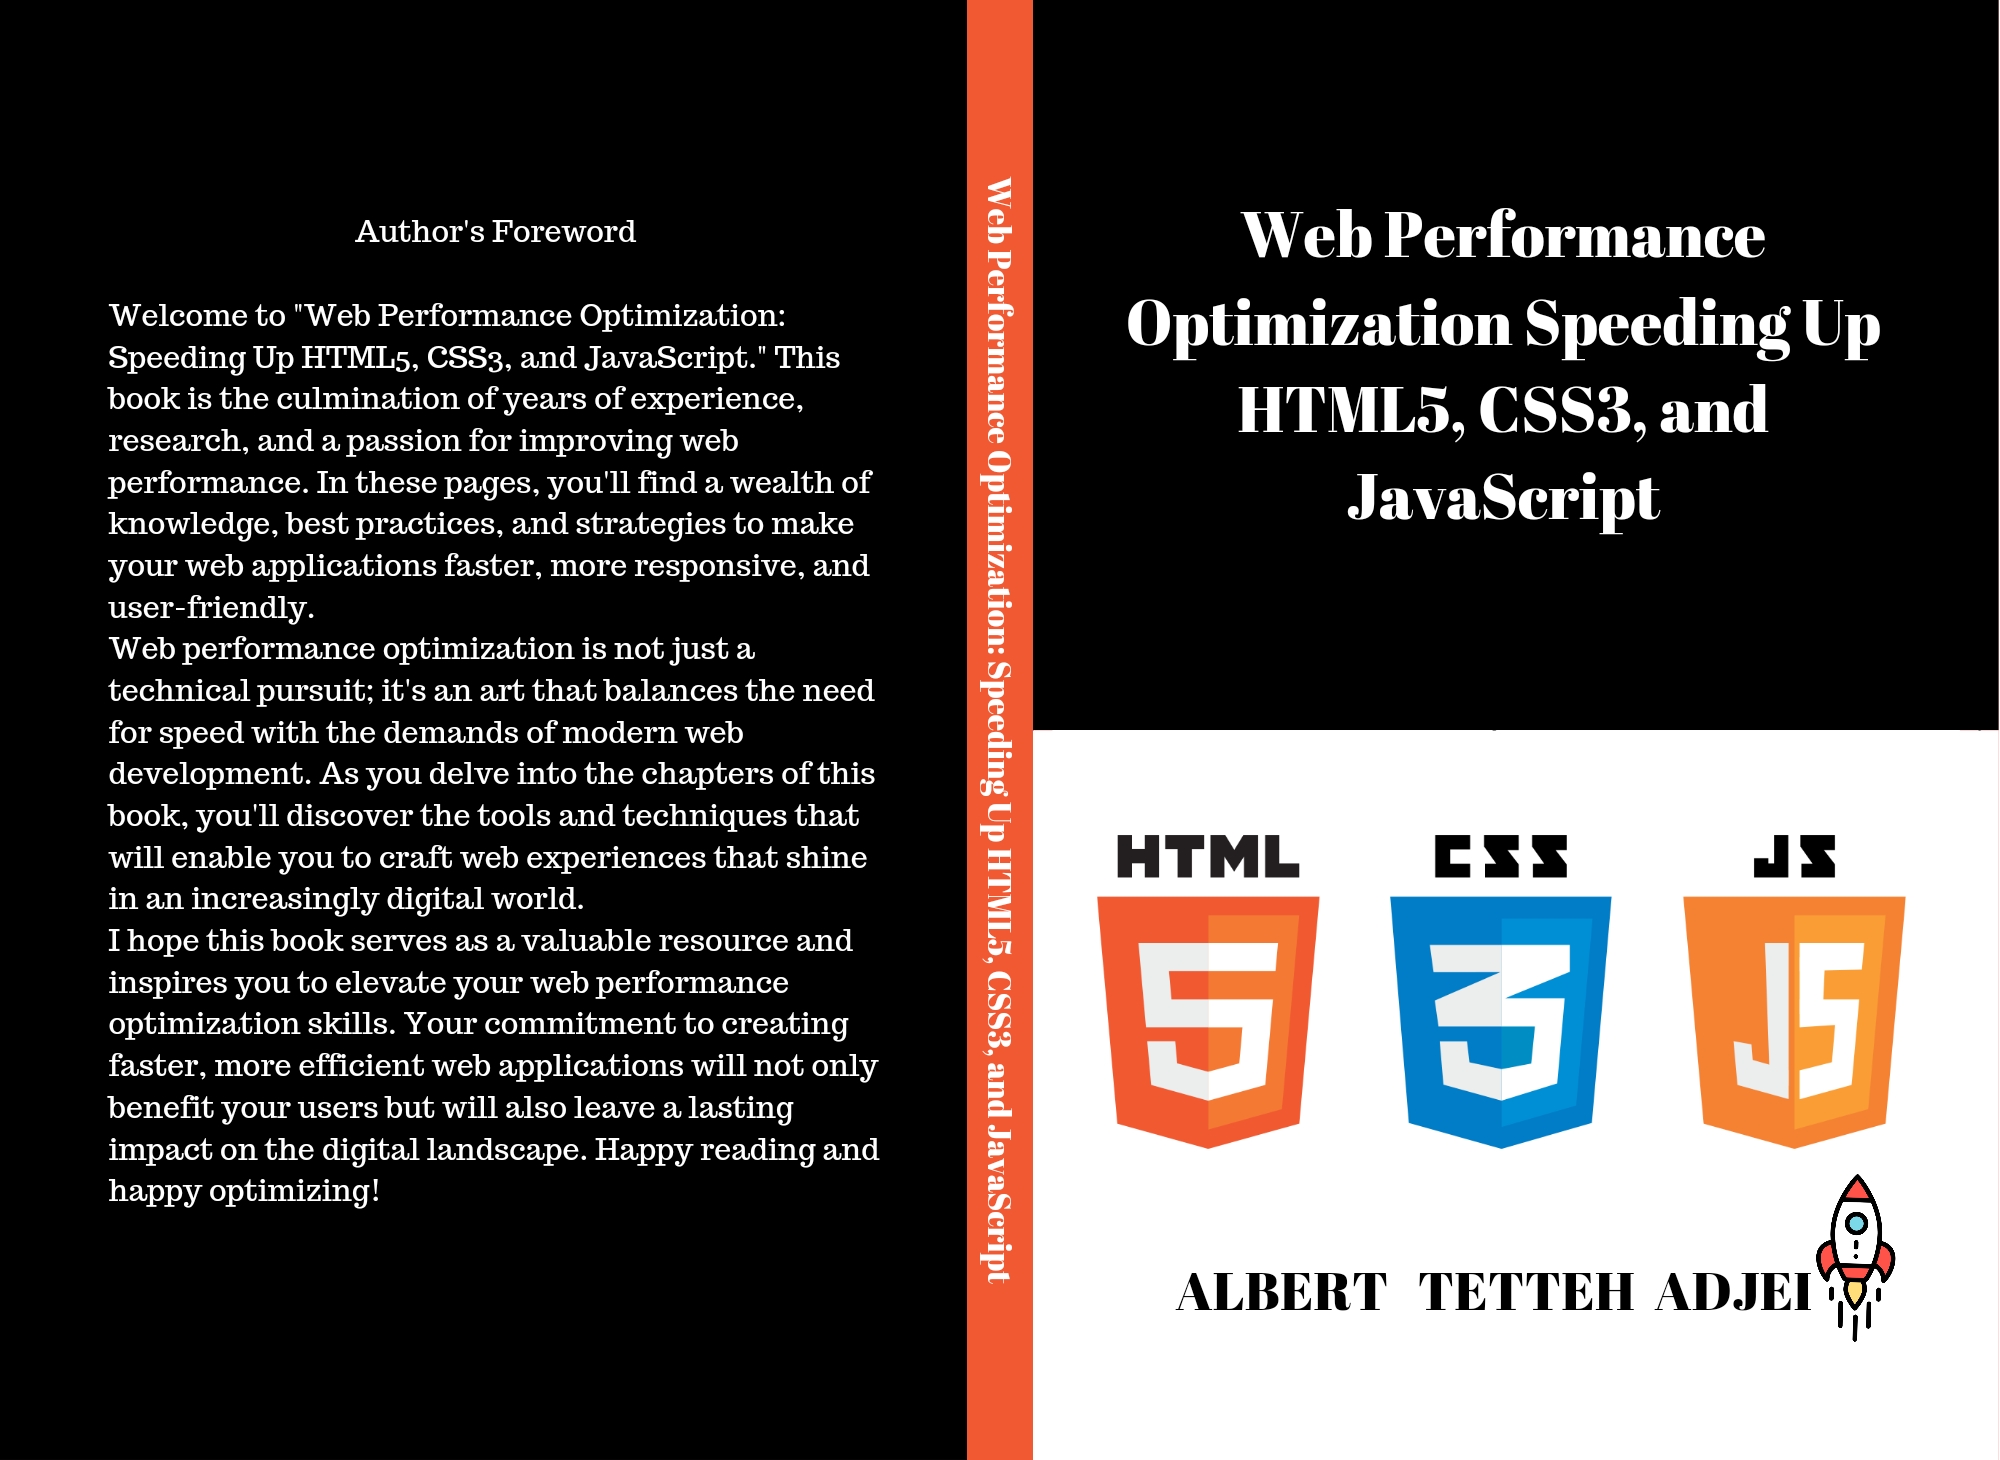 Author's Foreword
Welcome to "Web Performance Optimization:
Speeding Up HTML5, CSS3, and JavaScript." This
book is the culmination of years of experience,
research, and a passion for improving web
performance. In these pages, you'll find a wealth of
knowledge, best practices, and strategies to make
your web applications faster, more responsive, and
user-friendly.
Web performance optimization is not just a
technical pursuit; it's an art that balances the need
for speed with the demands of modern web
development. As you delve into the chapters of this
book, you'll discover the tools and techniques that
will enable you to craft web experiences that shine
in an increasingly digital world.
I hope this book serves as a valuable resource and
inspires you to elevate your web performance
optimization skills. Your commitment to creating
faster, more efficient web applications will not only
benefit your users but will also leave a lasting
impact on the digital landscape. Happy reading and
happy optimizing!
Web Performance Optimization: Speeding Up HTML5, CSS3, and JavaScript
Web Performance
Optimization Speeding Up
HTML5, CSS3, and
JavaScript
HTML CSS JS
5 3 JS
ALBERT TETTEH ADJEI